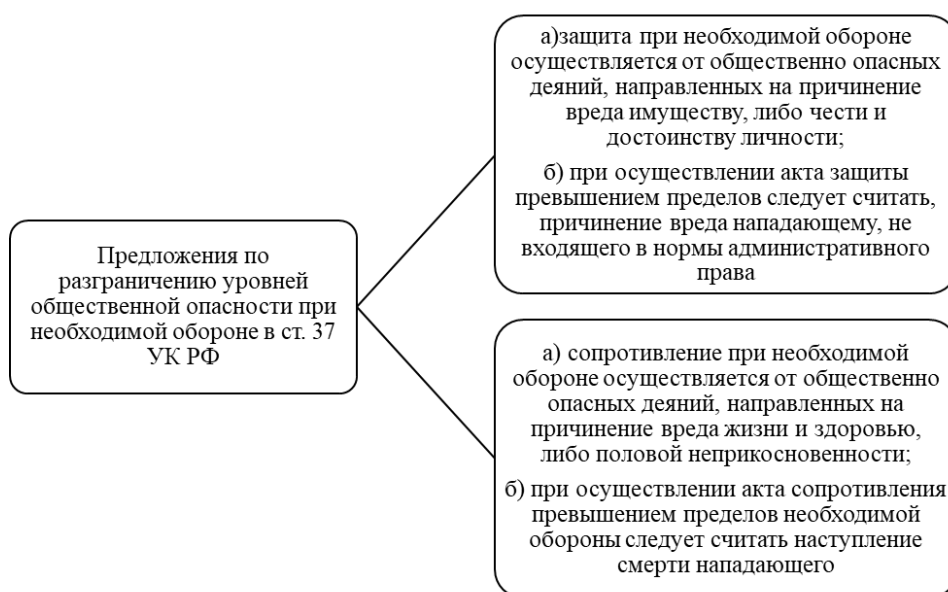 Предложения по
разграничению уровней
общественной опасности при
необходимой обороне в ст. 37
УК РФ
а)защита при необходимой обороне
осуществляется от общественно опасных
деяний, направленных на причинение
вреда имуществу, либо чести и
достоинству личности;
б) при осуществлении акта защиты
превышением пределов следует считать,
причинение вреда нападающему, не
входящего в нормы административного
права
а) сопротивление при необходимой
обороне осуществляется от общественно
опасных деяний, направленных на
причинение вреда жизни и здоровью,
либо половой неприкосновенности;
б) при осуществлении акта сопротивления
превышением пределов необходимой
обороны следует считать наступление
смерти нападающего